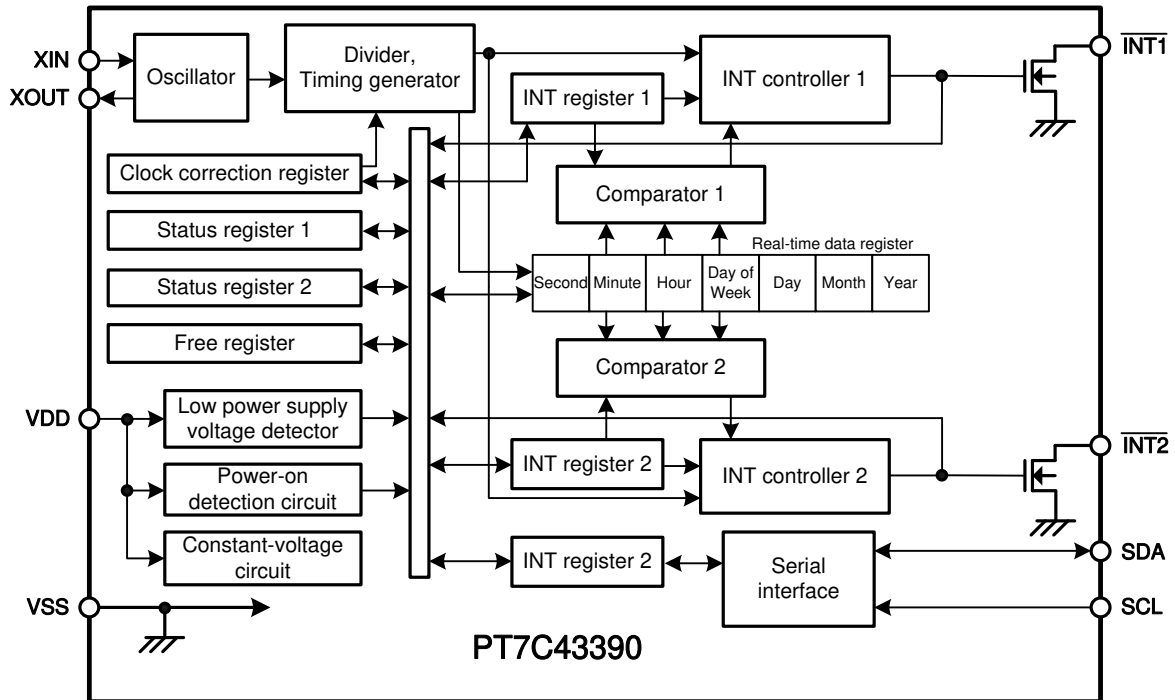 XIN
XOUT
Oscillator
Divider,
Timing generator
INT register 1
INT controller 1
INT1
Clock correction register
Comparator 1
Status register 1
Real-time data register
Second Minute Hour Day of Week Day Month Year
Status register 2
Free register
Comparator 2
VDD
Low power supply
voltage detector
INT register 2
INT controller 2
INT2
Power-on
detection circuit
Constant-voltage
circuit
INT register 2
Serial
interface
SDA
SCL
VSS
PT7C43390